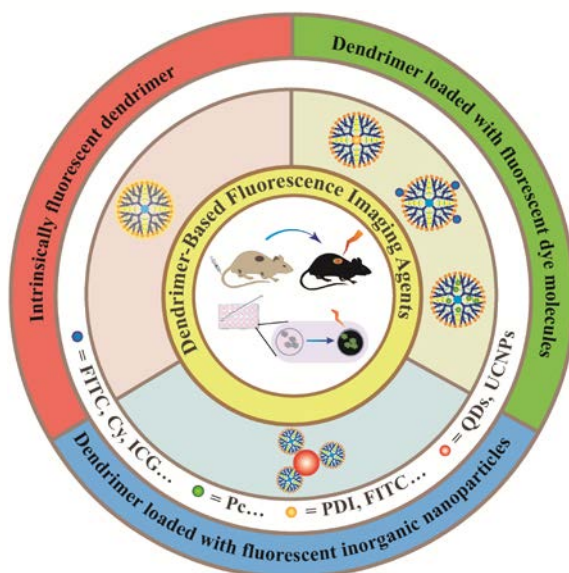 Intrinsically fluorescent dendrimer
Dendrimer loaded with fluorescent dye molecules
Dendrimer-Based Fluorescence Imaging Agents
= FITC, Cy, ICG...
= Pc...
= PDI, FITC...
= QDs, UCNPs
Dendrimer loaded with fluorescent inorganic nanoparticles